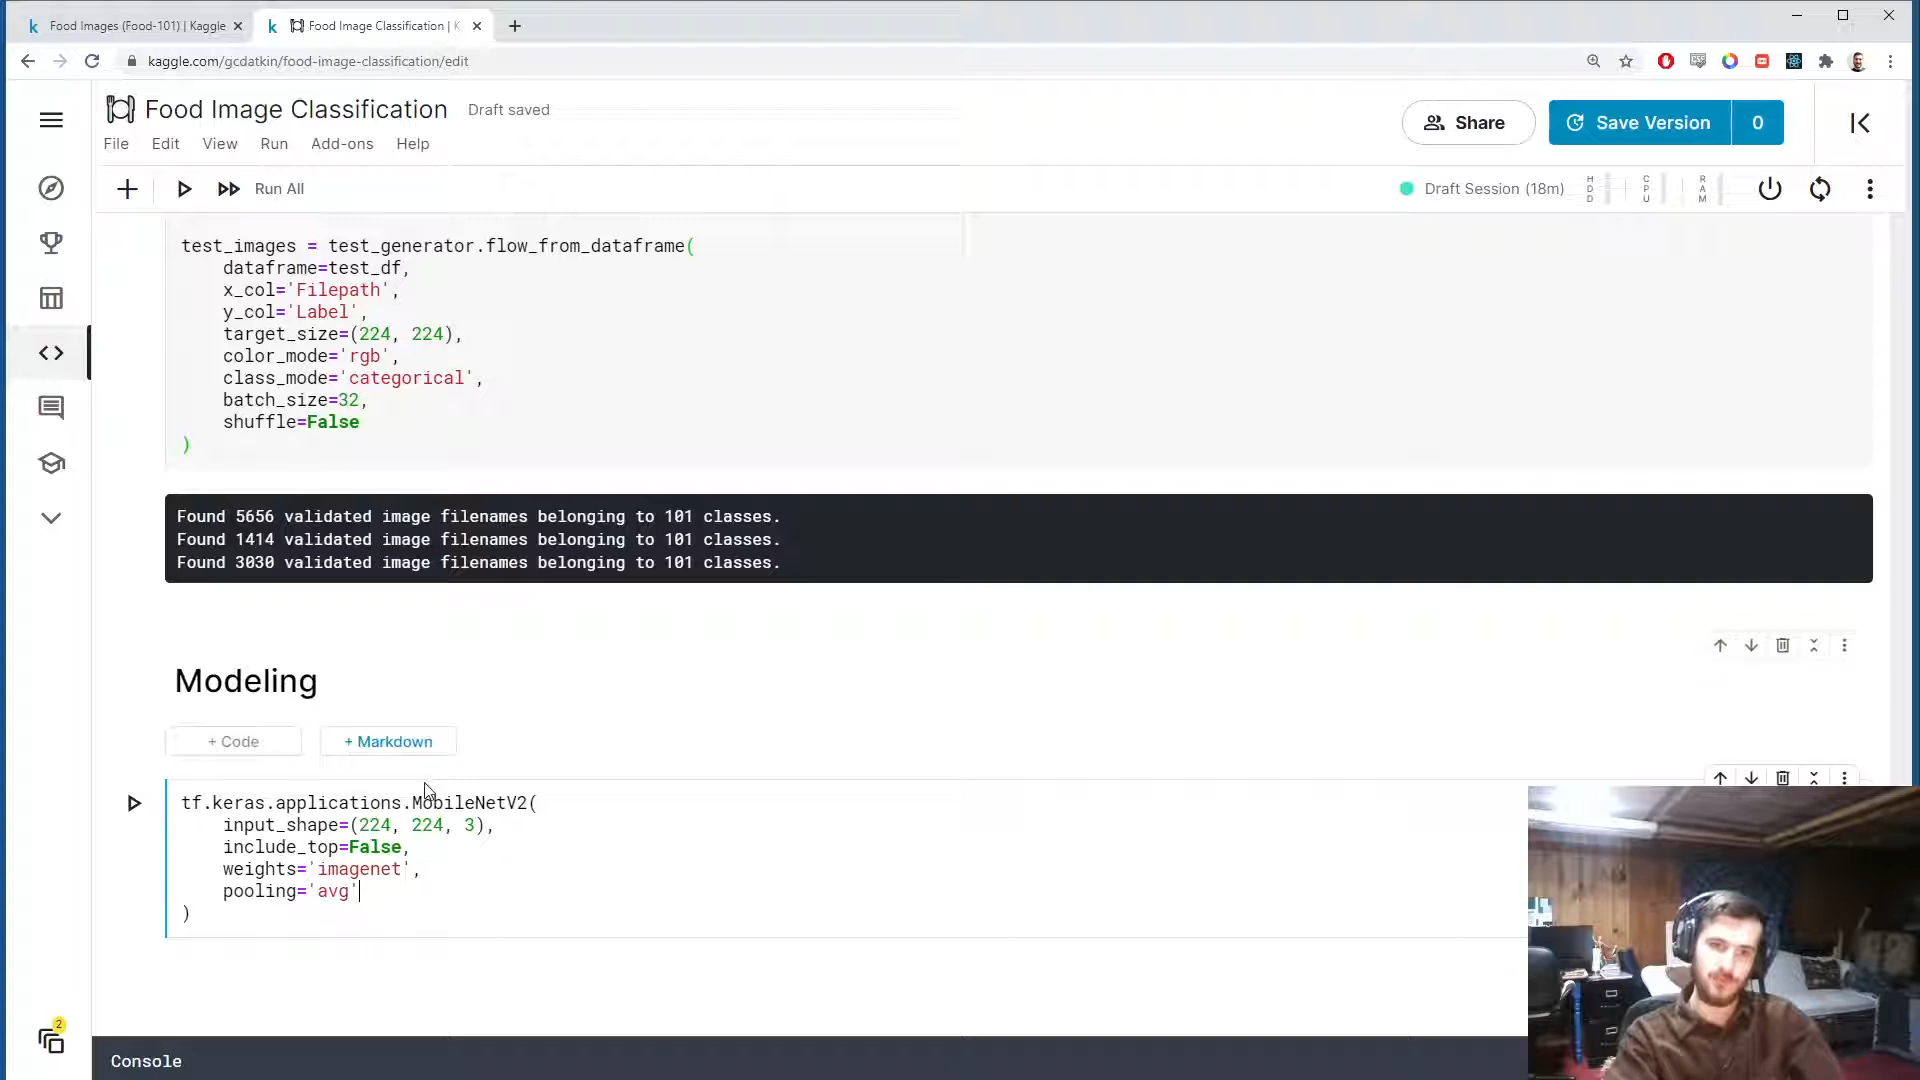 Food Images (Food-101) | Kaggle
Food Image Classification | K
kaggle.com/gcdatkin/food-image-classification/edit
Food Image Classification
Draft saved
Share
Save Version
0
File Edit View Run Add-ons Help
Run All
Draft Session (18m)
HDD
CPU
RAM
test_images = test_generator.flow_from_dataframe(
dataframe=test_df,
x_col='Filepath',
y_col='Label',
target_size=(224, 224),
color_mode='rgb',
class_mode='categorical',
batch_size=32,
shuffle=False
)
Found 5656 validated image filenames belonging to 101 classes.
Found 1414 validated image filenames belonging to 101 classes.
Found 3030 validated image filenames belonging to 101 classes.
Modeling
+ Code
+ Markdown
tf.keras.applications.MobileNetV2(
input_shape=(224, 224, 3),
include_top=False,
weights='imagenet',
pooling='avg'
)
2
Console